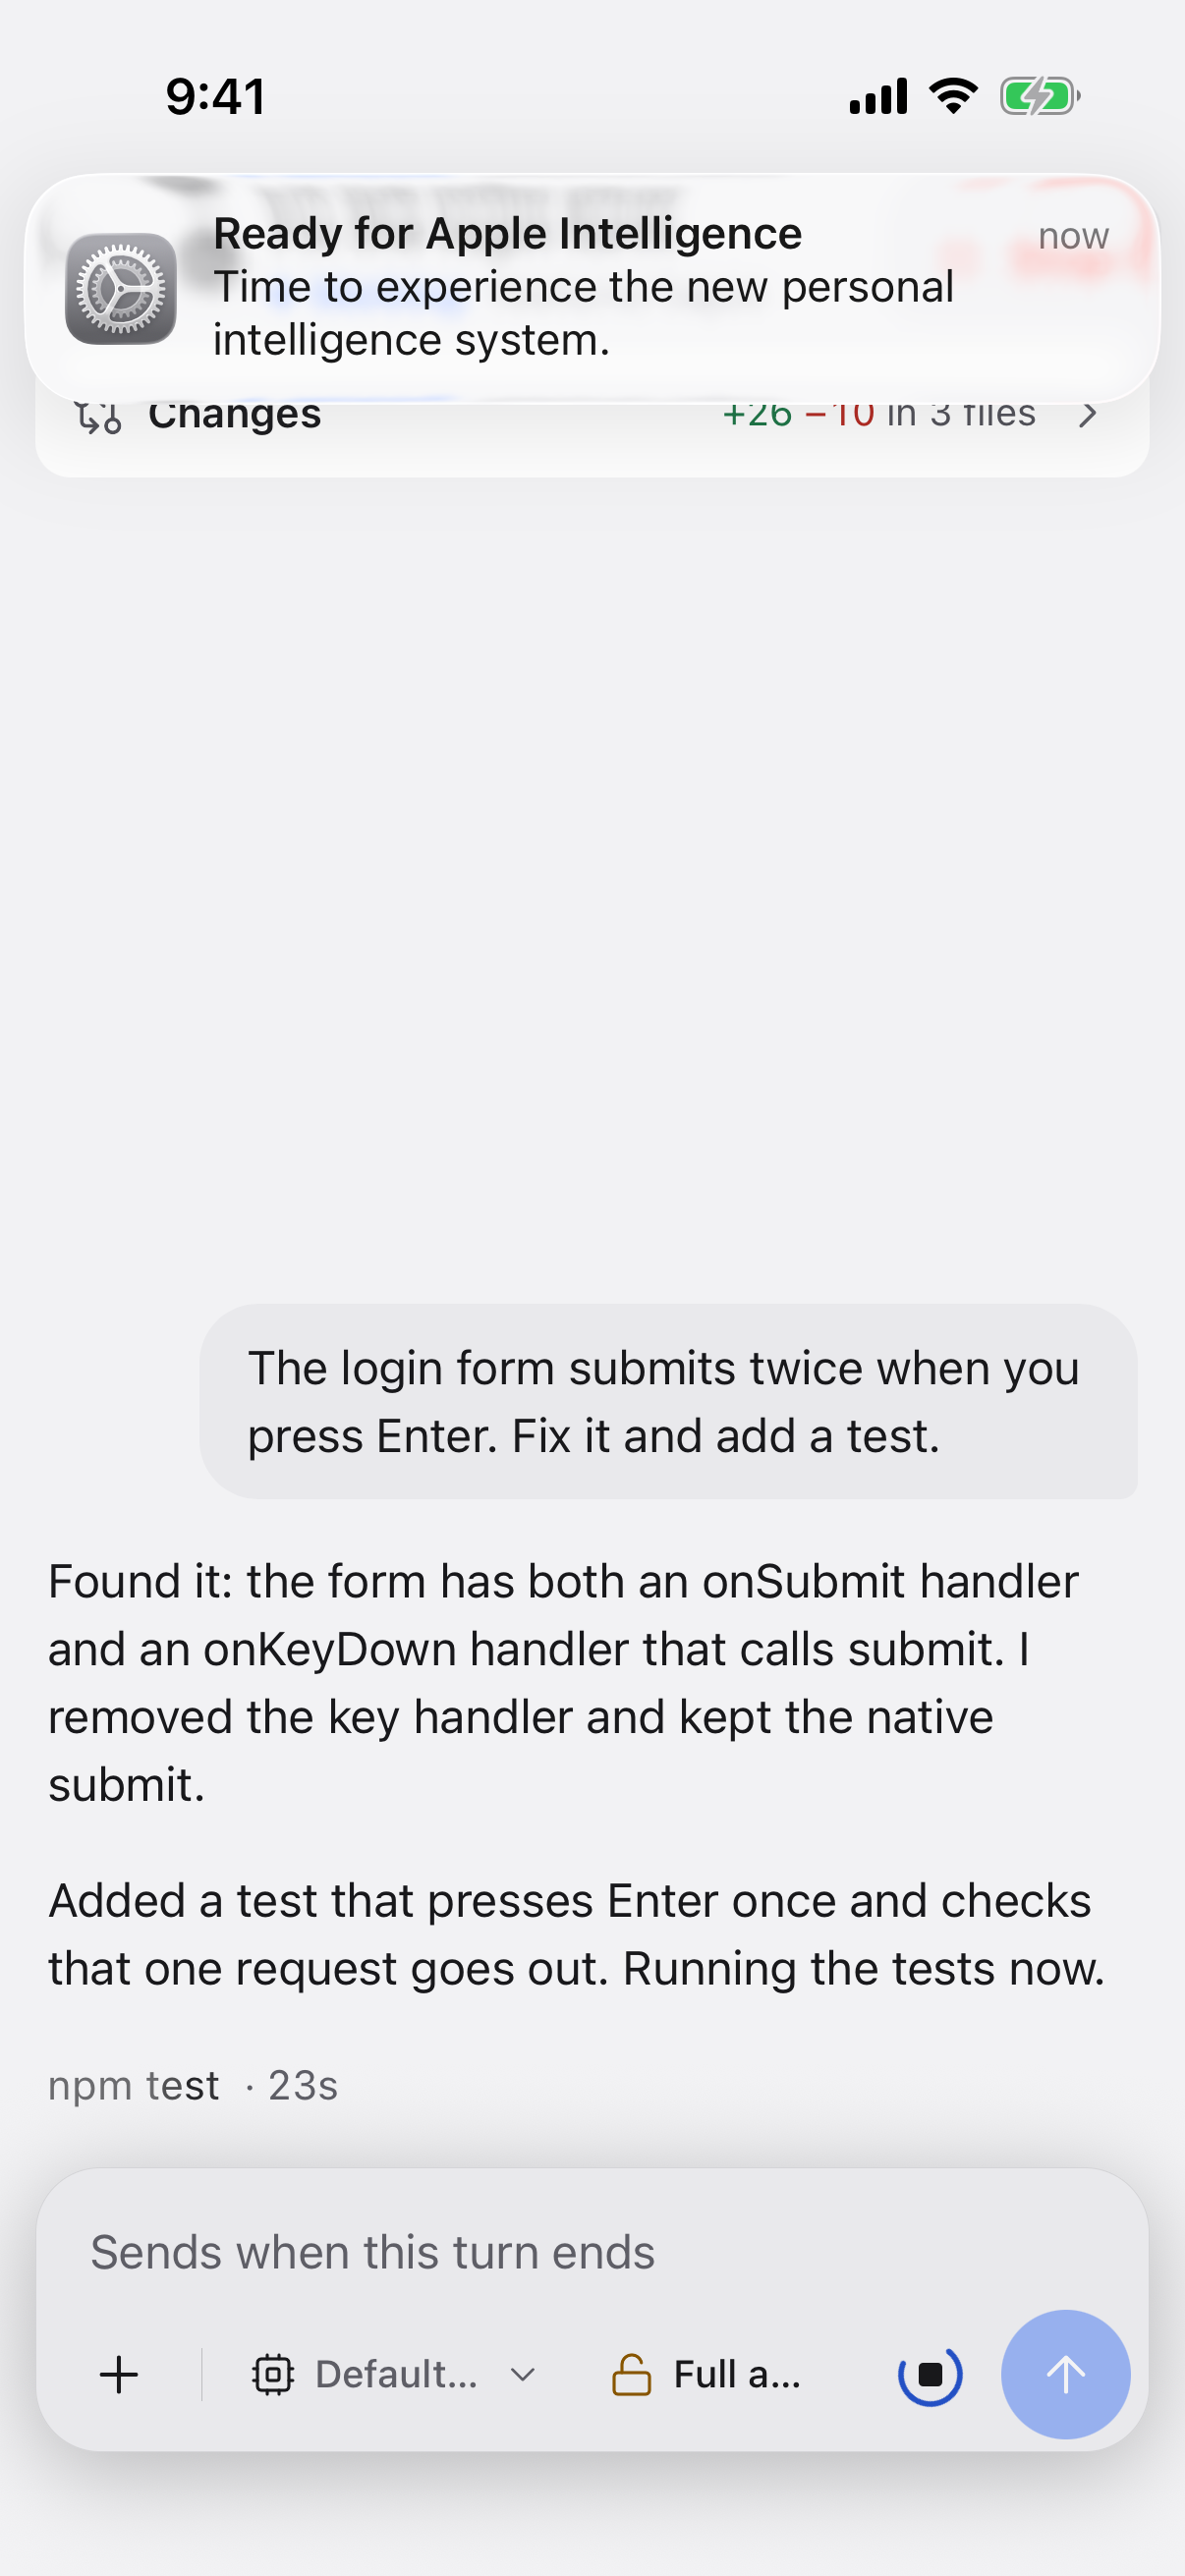 9:41
Ready for Apple Intelligence
now
Time to experience the new personal
intelligence system.
Changes
+26 −10 in 3 files
The login form submits twice when you
press Enter. Fix it and add a test.
Found it: the form has both an onSubmit handler
and an onKeyDown handler that calls submit. I
removed the key handler and kept the native
submit.
Added a test that presses Enter once and checks
that one request goes out. Running the tests now.
npm test · 23s
Sends when this turn ends
Default...
Full a...